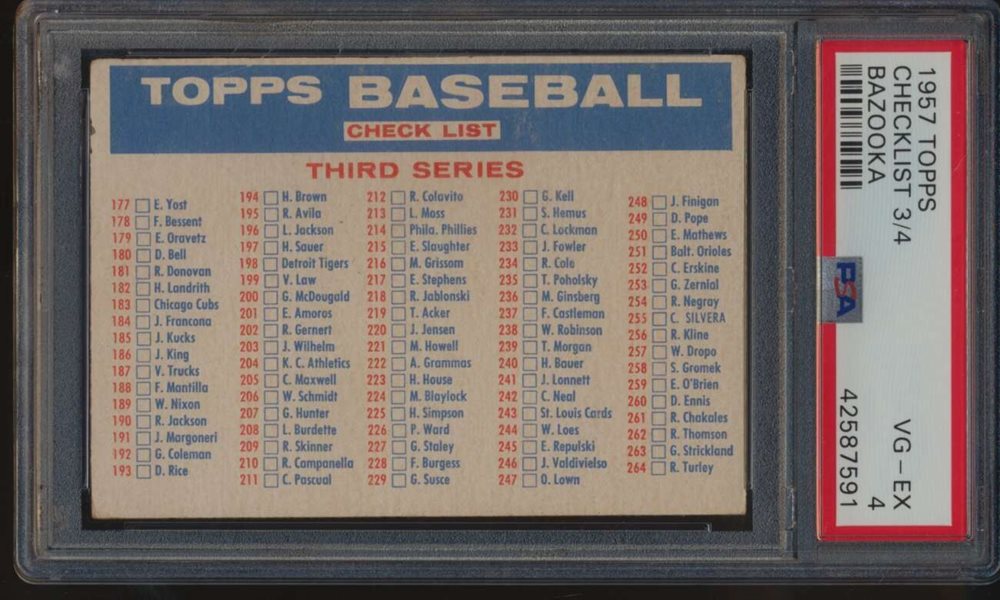 TOPPS BASEBALL
CHECK LIST
THIRD SERIES
177 E. Yost
178 F. Bessent
179 E. Oravetz
180 D. Bell
181 R. Donovan
182 H. Landrith
183 Chicago Cubs
184 J. Francona
185 J. Kucks
186 J. King
187 V. Trucks
188 F. Mantilla
189 W. Nixon
190 R. Jackson
191 J. Margoneri
192 G. Coleman
193 D. Rice
194 H. Brown
195 R. Avila
196 L. Jackson
197 H. Sauer
198 Detroit Tigers
199 V. Law
200 G. McDougald
201 E. Amoros
202 R. Gernert
203 J. Wilhelm
204 K. C. Athletics
205 C. Maxwell
206 W. Schmidt
207 G. Hunter
208 L. Burdette
209 R. Skinner
210 R. Campanella
211 C. Pascual
212 R. Colavito
213 L. Moss
214 Phila. Phillies
215 E. Slaughter
216 M. Grissom
217 E. Stephens
218 R. Jablonski
219 T. Acker
220 J. Jensen
221 M. Howell
222 A. Grammas
223 H. House
224 M. Blaylock
225 H. Simpson
226 P. Ward
227 G. Staley
228 F. Burgess
229 G. Susce
230 G. Kell
231 S. Hemus
232 C. Lockman
233 J. Fowler
234 R. Cole
235 T. Poholsky
236 M. Ginsberg
237 F. Castleman
238 W. Robinson
239 T. Morgan
240 H. Bauer
241 J. Lonnett
242 C. Neal
243 St. Louis Cards
244 W. Loes
245 E. Repulski
246 J. Valdivielso
247 O. Lown
248 J. Finigan
249 D. Pope
250 E. Mathews
251 Balt. Orioles
252 C. Erskine
253 G. Zernial
254 R. Negray
255 C. SILVERA
256 R. Kline
257 W. Dropo
258 S. Gromek
259 E. O'Brien
260 D. Ennis
261 R. Chakales
262 R. Thomson
263 G. Strickland
264 R. Turley
1957 TOPPS
CHECKLIST 3/4
BAZOOKA
VG-EX
4
42587591
PSA